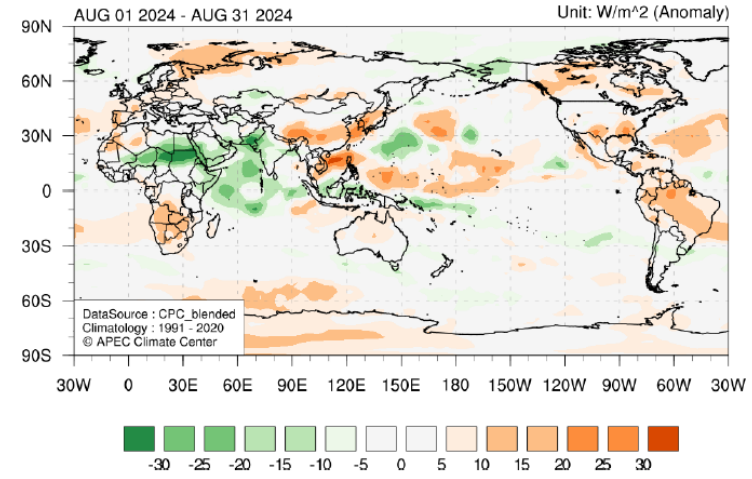 AUG 01 2024 - AUG 31 2024 Unit: W/m^2 (Anomaly)
90N
60N
30N
0
30S
60S
90S
DataSource : CPC_blended
Climatology : 1991 - 2020
© APEC Climate Center
30W 0 30E 60E 90E 120E 150E 180 150W 120W 90W 60W 30W
-30 -25 -20 -15 -10 -5 0 5 10 15 20 25 30